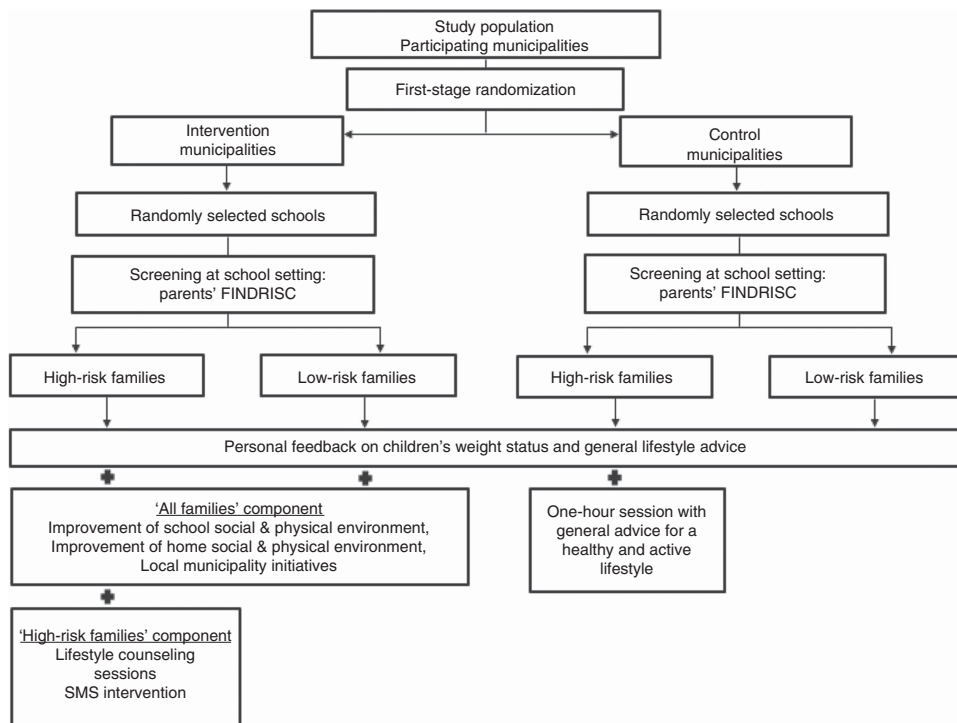 Study population
Participating municipalities
First-stage randomization
Intervention
municipalities
Control
municipalities
Randomly selected schools
Randomly selected schools
Screening at school setting:
parents’ FINDRISC
Screening at school setting:
parents’ FINDRISC
High-risk families
Low-risk families
High-risk families
Low-risk families
Personal feedback on children’s weight status and general lifestyle advice
‘All families’ component
Improvement of school social & physical environment,
Improvement of home social & physical environment,
Local municipality initiatives
One-hour session with
general advice for a
healthy and active
lifestyle
‘High-risk families’ component
Lifestyle counseling
sessions
SMS intervention